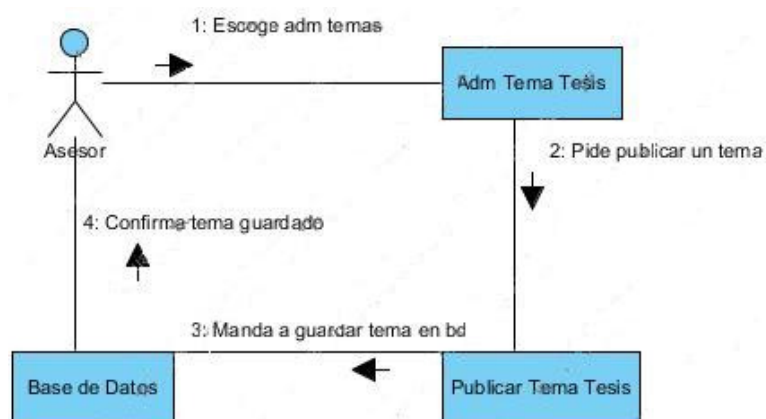 1: Escoge adm temas
Adm Tema Tesis
Asesor
2: Pide publicar un tema
4: Confirma tema guardado
3: Manda a guardar tema en bd
Base de Datos
Publicar Tema Tesis